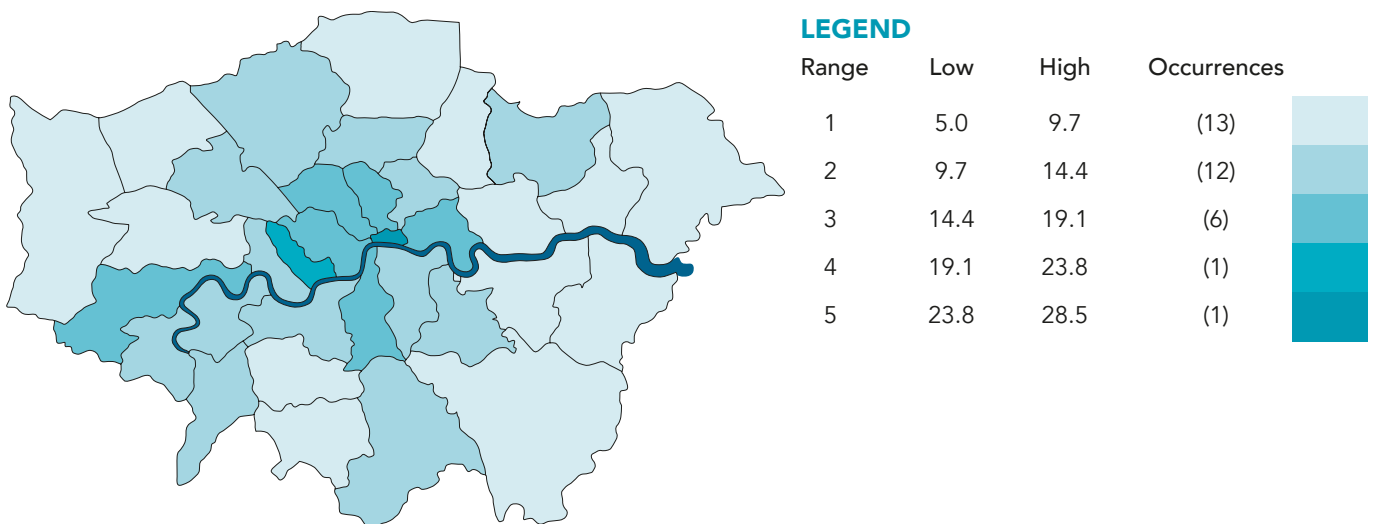 LEGEND
Range Low High Occurrences
1 5.0 9.7 (13)
2 9.7 14.4 (12)
3 14.4 19.1 (6)
4 19.1 23.8 (1)
5 23.8 28.5 (1)